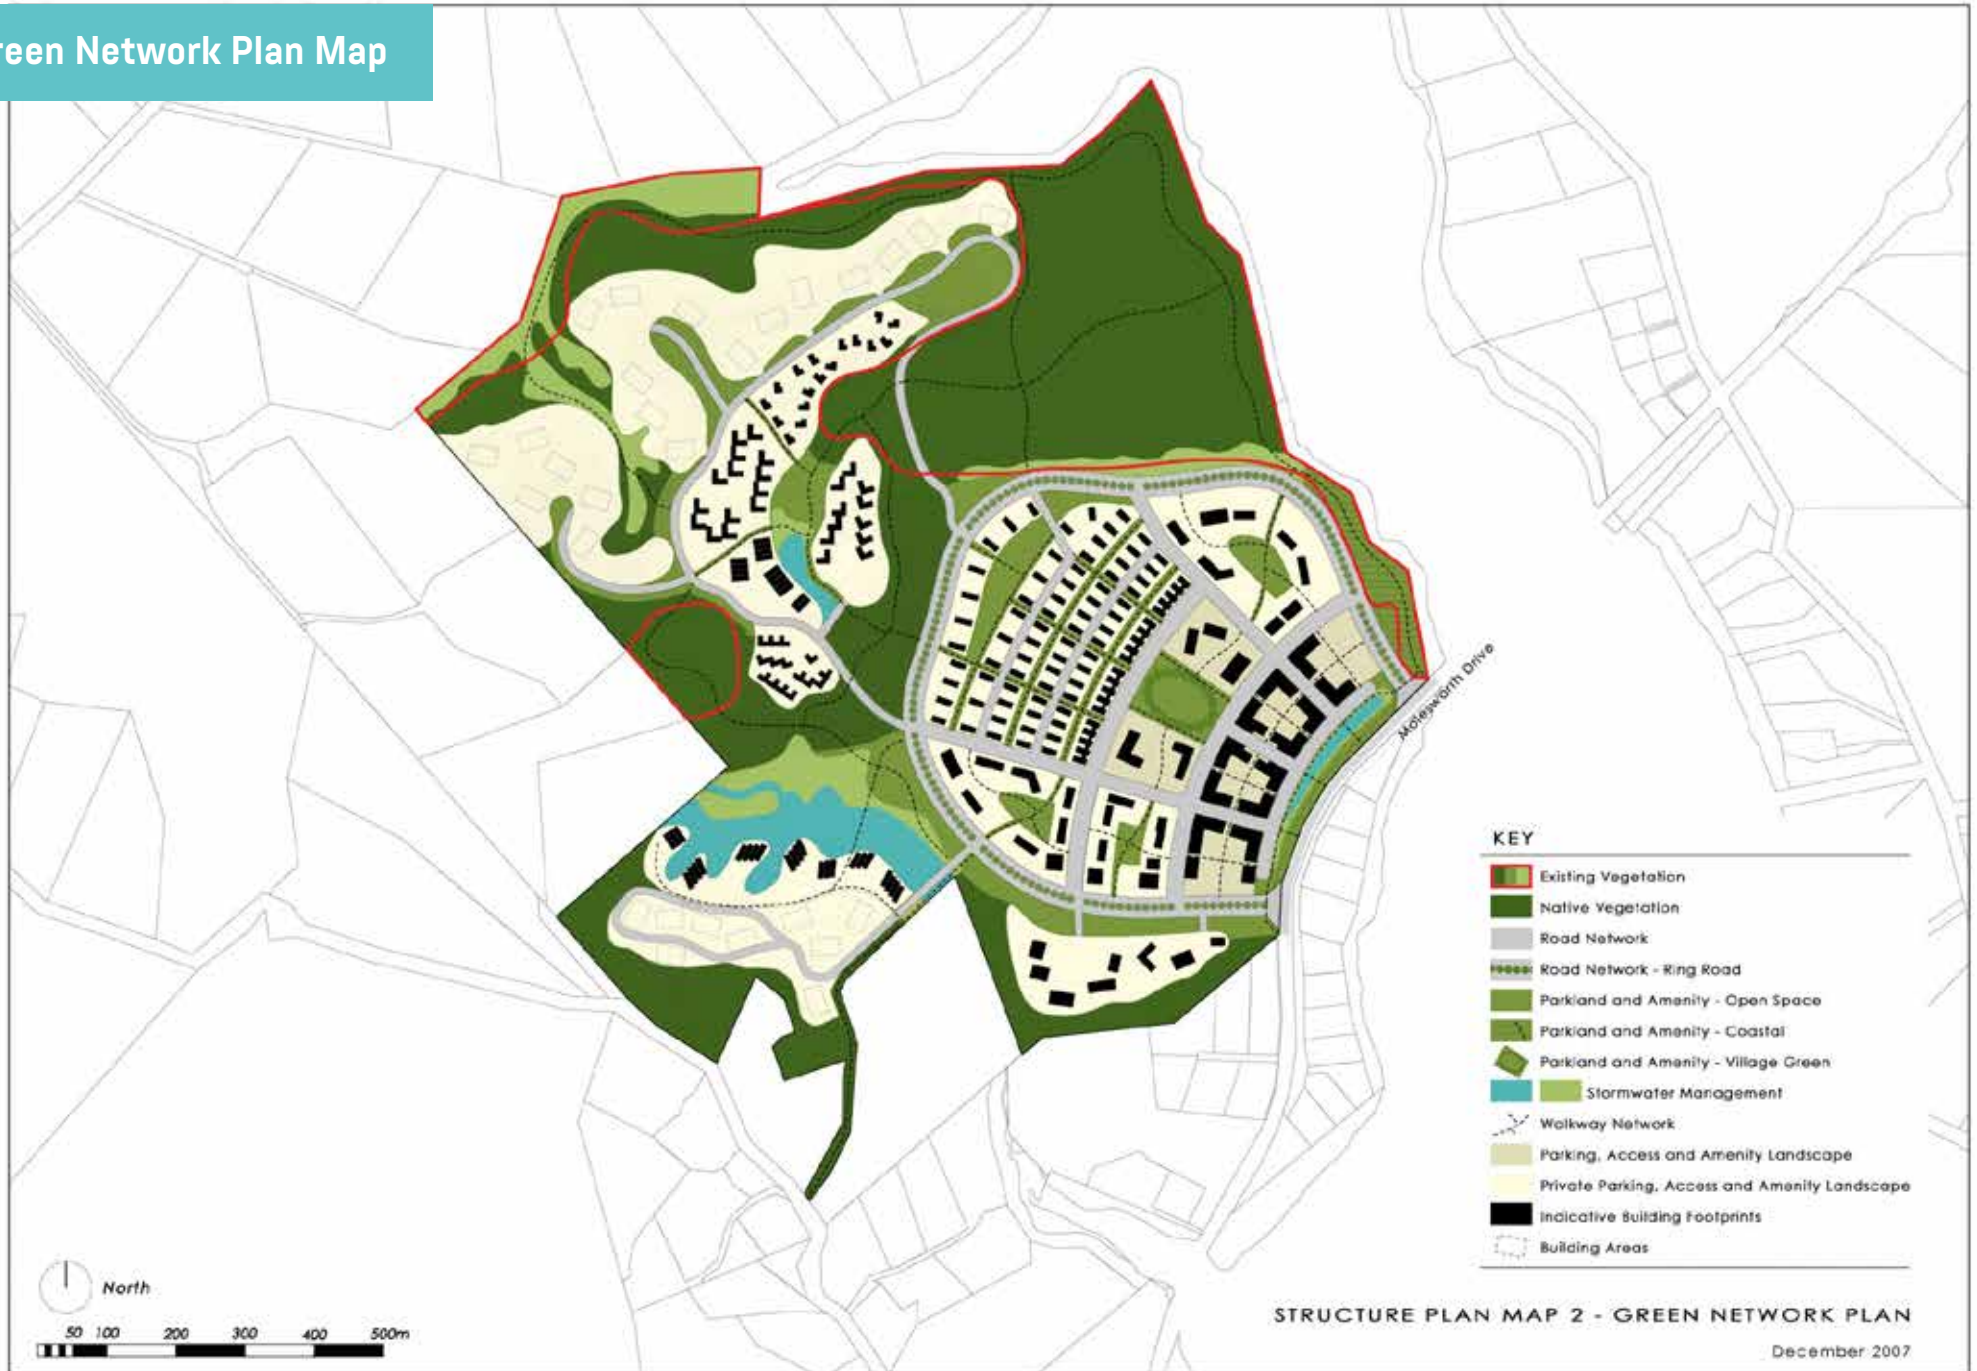 reen Network Plan Map
Molesworth Drive
KEY
Existing Vegetation
Native Vegetation
Road Network
Road Network - Ring Road
Parkland and Amenity - Open Space
Parkland and Amenity - Coastal
Parkland and Amenity - Village Green
Stormwater Management
Walkway Network
Parking, Access and Amenity Landscape
Private Parking, Access and Amenity Landscape
Indicative Building Footprints
Building Areas
North
50 100 200 300 400 500m
STRUCTURE PLAN MAP 2 - GREEN NETWORK PLAN
December 2007